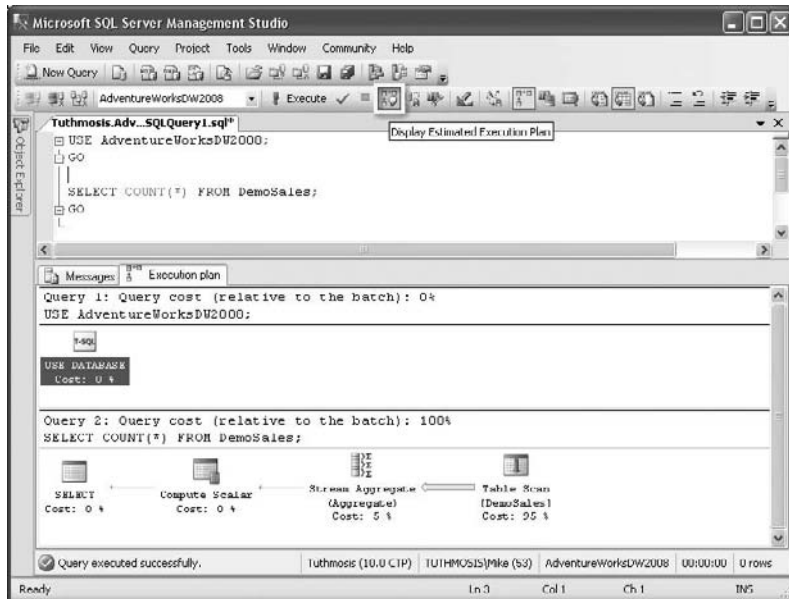 Microsoft SQL Server Management Studio
File Edit View Query Project Tools Window Community Help
New Query
AdventureWorksDW2008 Execute
Tuthmosis.Adv...SQLQuery1.sql*
Display Estimated Execution Plan
Object Explorer
USE AdventureWorksDW2008;
GO
SELECT COUNT(*) FROM DemoSales;
GO
Messages Execution plan
Query 1: Query cost (relative to the batch): 0%
USE AdventureWorksDW2008;
T-SQL
USE DATABASE
Cost: 0 %
Query 2: Query cost (relative to the batch): 100%
SELECT COUNT(*) FROM DemoSales;
SELECT
Cost: 0 %
Compute Scalar
Cost: 0 %
Stream Aggregate
(Aggregate)
Cost: 5 %
Table Scan
[DemoSales]
Cost: 95 %
Query executed successfully. Tuthmosis (10.0 CTP) TUTHMOSIS\Mike (53) AdventureWorksDW2008 00:00:00 0 rows
Ready Ln 3 Col 1 Ch 1 INS